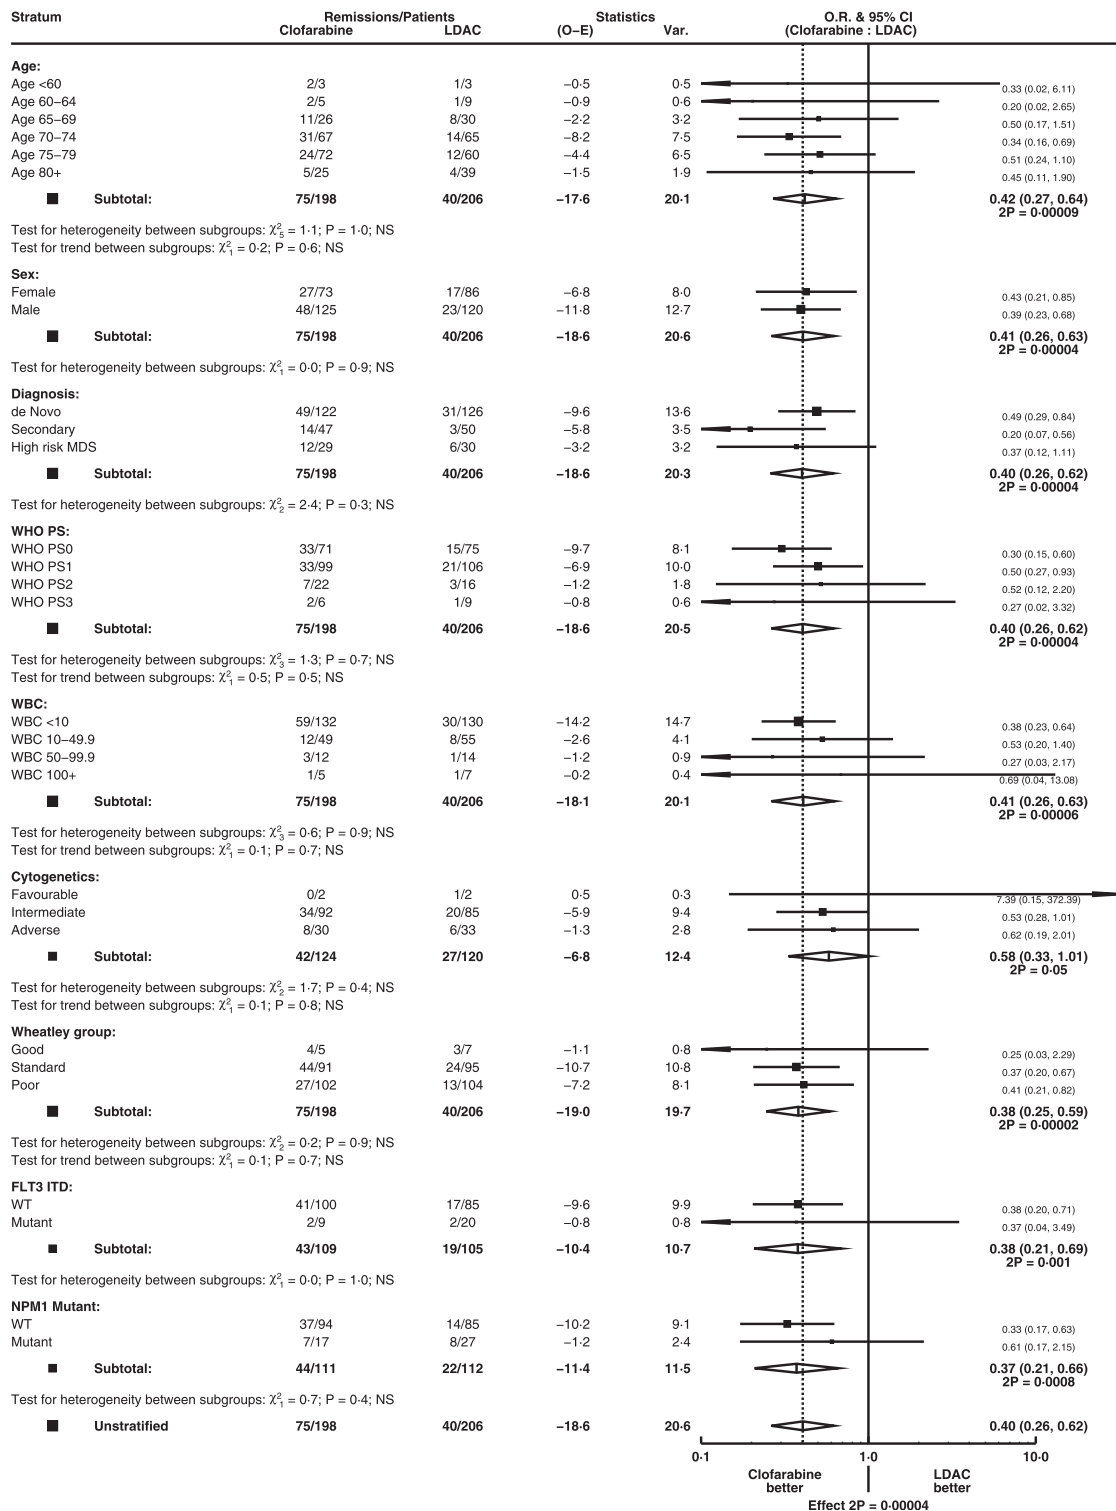 Stratum Remissions/Patients Statistics O.R. & 95% CI
Clofarabine LDAC (O−E) Var. (Clofarabine : LDAC)
Age:
Age <60 2/3 1/3 −0·5 0·5 0.33 (0.02, 6.11)
Age 60−64 2/5 1/9 −0·9 0·6 0.20 (0.02, 2.65)
Age 65−69 11/26 8/30 −2·2 3·2 0.50 (0.17, 1.51)
Age 70−74 31/67 14/65 −8·2 7·5 0.34 (0.16, 0.69)
Age 75−79 24/72 12/60 −4·4 6·5 0.51 (0.24, 1.10)
Age 80+ 5/25 4/39 −1·5 1·9 0.45 (0.11, 1.90)
Subtotal: 75/198 40/206 −17·6 20·1 0.42 (0.27, 0.64)
2P = 0·00009
Test for heterogeneity between subgroups: χ²₅ = 1·1; P = 1·0; NS
Test for trend between subgroups: χ²₁ = 0·2; P = 0·6; NS
Sex:
Female 27/73 17/86 −6·8 8·0 0.43 (0.21, 0.85)
Male 48/125 23/120 −11·8 12·7 0.39 (0.23, 0.68)
Subtotal: 75/198 40/206 −18·6 20·6 0.41 (0.26, 0.63)
2P = 0·00004
Test for heterogeneity between subgroups: χ²₁ = 0·0; P = 0·9; NS
Diagnosis:
de Novo 49/122 31/126 −9·6 13·6 0.49 (0.29, 0.84)
Secondary 14/47 3/50 −5·8 3·5 0.20 (0.07, 0.56)
High risk MDS 12/29 6/30 −3·2 3·2 0.37 (0.12, 1.11)
Subtotal: 75/198 40/206 −18·6 20·3 0.40 (0.26, 0.62)
2P = 0·00004
Test for heterogeneity between subgroups: χ²₂ = 2·4; P = 0·3; NS
WHO PS:
WHO PS0 33/71 15/75 −9·7 8·1 0.30 (0.15, 0.60)
WHO PS1 33/99 21/106 −6·9 10·0 0.50 (0.27, 0.93)
WHO PS2 7/22 3/16 −1·2 1·8 0.52 (0.12, 2.20)
WHO PS3 2/6 1/9 −0·8 0·6 0.27 (0.02, 3.32)
Subtotal: 75/198 40/206 −18·6 20·5 0.40 (0.26, 0.62)
2P = 0·00004
Test for heterogeneity between subgroups: χ²₃ = 1·3; P = 0·7; NS
Test for trend between subgroups: χ²₁ = 0·5; P = 0·5; NS
WBC:
WBC <10 59/132 30/130 −14·2 14·7 0.38 (0.23, 0.64)
WBC 10−49.9 12/49 8/55 −2·6 4·1 0.53 (0.20, 1.40)
WBC 50−99.9 3/12 1/14 −1·2 0·9 0.27 (0.03, 2.17)
WBC 100+ 1/5 1/7 −0·2 0·4 0.69 (0.04, 13.08)
Subtotal: 75/198 40/206 −18·1 20·1 0.41 (0.26, 0.63)
2P = 0·00006
Test for heterogeneity between subgroups: χ²₃ = 0·6; P = 0·9; NS
Test for trend between subgroups: χ²₁ = 0·1; P = 0·7; NS
Cytogenetics:
Favourable 0/2 1/2 0·5 0·3 7.39 (0.15, 372.39)
Intermediate 34/92 20/85 −5·9 9·4 0.53 (0.28, 1.01)
Adverse 8/30 6/33 −1·3 2·8 0.62 (0.19, 2.01)
Subtotal: 42/124 27/120 −6·8 12·4 0.58 (0.33, 1.01)
2P = 0·05
Test for heterogeneity between subgroups: χ²₂ = 1·7; P = 0·4; NS
Test for trend between subgroups: χ²₁ = 0·1; P = 0·8; NS
Wheatley group:
Good 4/5 3/7 −1·1 0·8 0.25 (0.03, 2.29)
Standard 44/91 24/95 −10·7 10·8 0.37 (0.20, 0.67)
Poor 27/102 13/104 −7·2 8·1 0.41 (0.21, 0.82)
Subtotal: 75/198 40/206 −19·0 19·7 0.38 (0.25, 0.59)
2P = 0·00002
Test for heterogeneity between subgroups: χ²₂ = 0·2; P = 0·9; NS
Test for trend between subgroups: χ²₁ = 0·1; P = 0·7; NS
FLT3 ITD:
WT 41/100 17/85 −9·6 9·9 0.38 (0.20, 0.71)
Mutant 2/9 2/20 −0·8 0·8 0.37 (0.04, 3.49)
Subtotal: 43/109 19/105 −10·4 10·7 0.38 (0.21, 0.69)
2P = 0·001
Test for heterogeneity between subgroups: χ²₁ = 0·0; P = 1·0; NS
NPM1 Mutant:
WT 37/94 14/85 −10·2 9·1 0.33 (0.17, 0.63)
Mutant 7/17 8/27 −1·2 2·4 0.61 (0.17, 2.15)
Subtotal: 44/111 22/112 −11·4 11·5 0.37 (0.21, 0.66)
2P = 0·0008
Test for heterogeneity between subgroups: χ²₁ = 0·7; P = 0·4; NS
Unstratified 75/198 40/206 −18·6 20·6 0.40 (0.26, 0.62)
0·1 1·0 10·0
Clofarabine LDAC
better better
Effect 2P = 0·00004